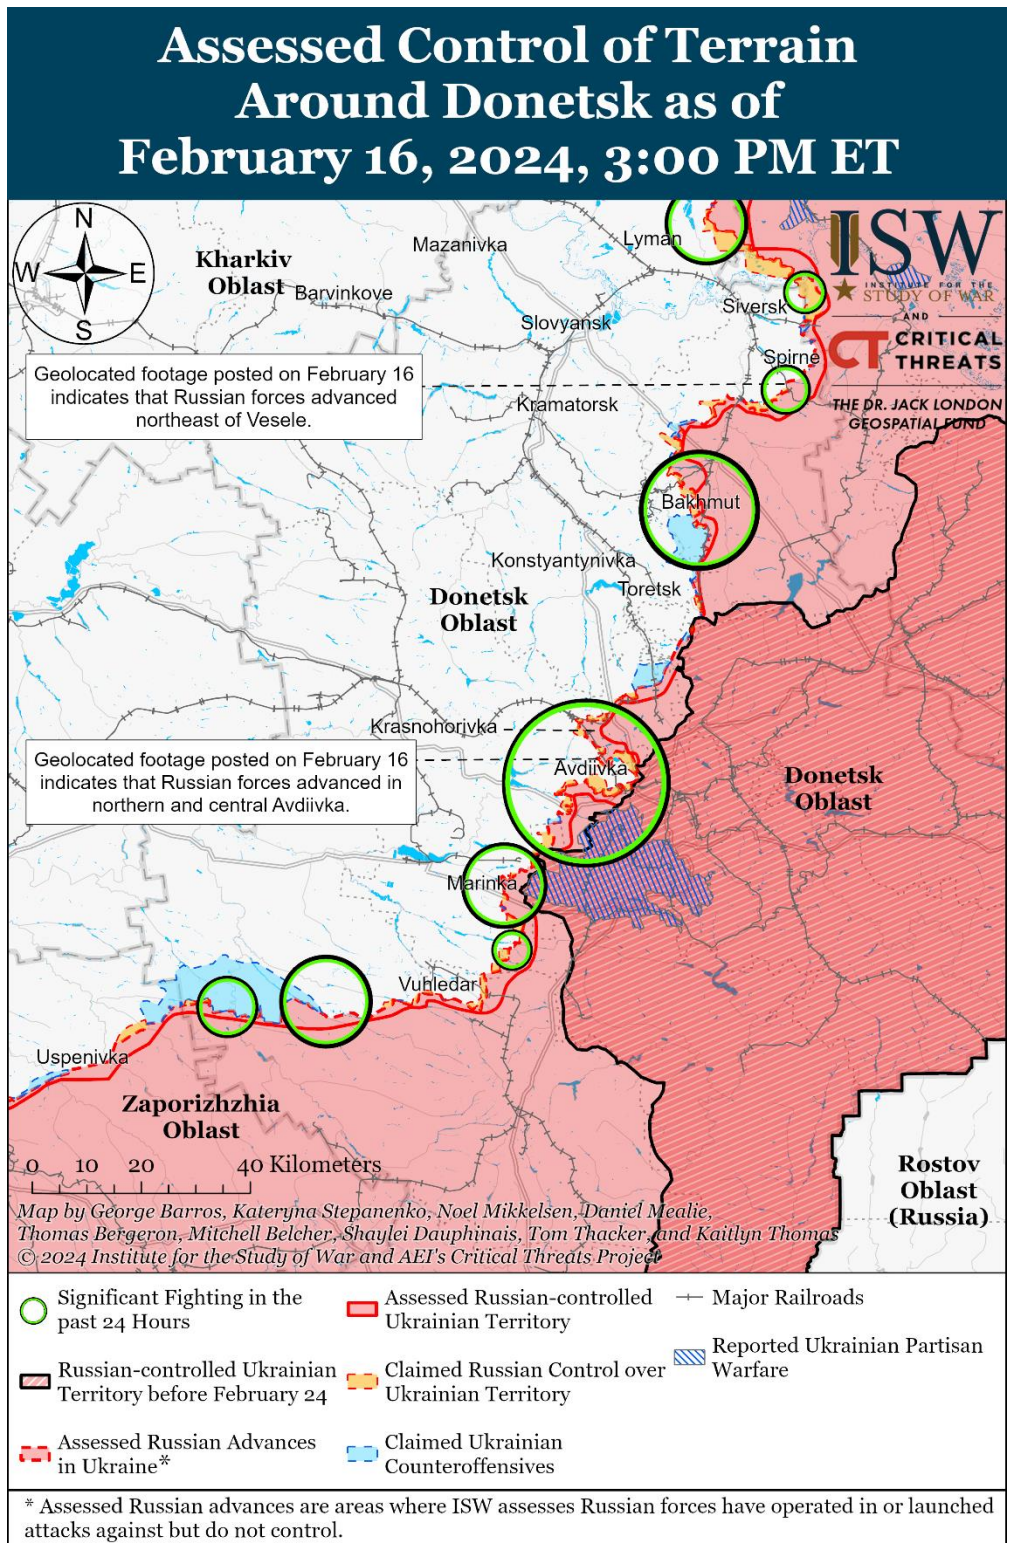 Assessed Control of Terrain
Around Donetsk as of
February 16, 2024, 3:00 PM ET
N
W
E
S
Kharkiv
Oblast
Mazanivka
Barvinkove
Lyman
Siversk
Slovyansk
ISW
INSTITUTE FOR THE
STUDY OF WAR
AND
CT CRITICAL
THREATS
THE DR. JACK LONDON
GEOSPATIAL FUND
Spirne
Geolocated footage posted on February 16
indicates that Russian forces advanced
northeast of Vesele.
Kramatorsk
Bakhmut
Konstyantynivka
Toretsk
Donetsk
Oblast
Krasnohorivka
Avdiivka
Geolocated footage posted on February 16
indicates that Russian forces advanced in
northern and central Avdiivka.
Donetsk
Oblast
Marinka
Vuhledar
Uspenivka
Zaporizhzhia
Oblast
Rostov
Oblast
(Russia)
0 10 20 40 Kilometers
Map by George Barros, Kateryna Stepanenko, Noel Mikkelsen, Daniel Mealie,
Thomas Bergeron, Mitchell Belcher, Shaylei Dauphinais, Tom Thacker, and Kaitlyn Thomas
© 2024 Institute for the Study of War and AEI's Critical Threats Project
Significant Fighting in the
past 24 Hours
Russian-controlled Ukrainian
Territory before February 24
Assessed Russian Advances
in Ukraine*
Assessed Russian-controlled
Ukrainian Territory
Claimed Russian Control over
Ukrainian Territory
Claimed Ukrainian
Counteroffensives
Major Railroads
Reported Ukrainian Partisan
Warfare
* Assessed Russian advances are areas where ISW assesses Russian forces have operated in or launched
attacks against but do not control.